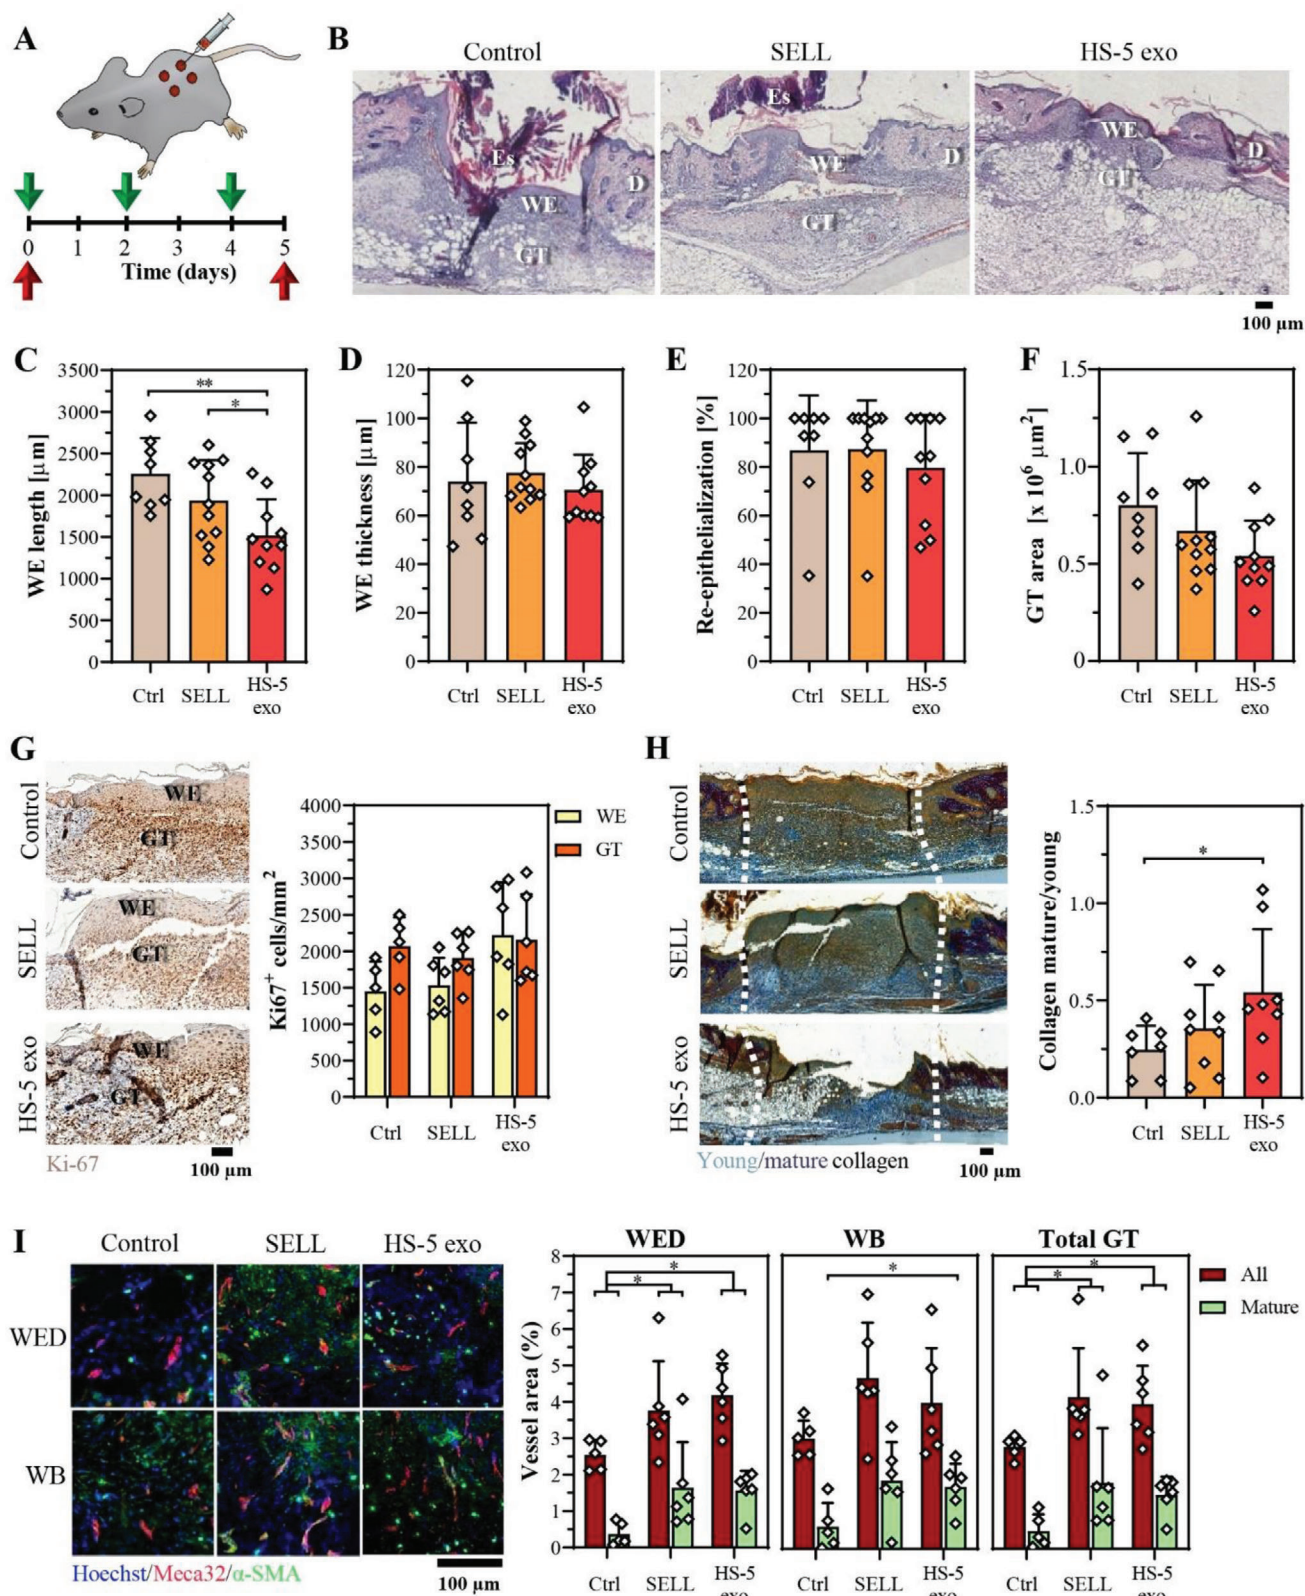 A
0 1 2 3 4 5
Time (days)
B
Control SELL HS-5 exo
Es
WE
D
GT
Es
WE
D
GT
WE
D
GT
100 μm
C
WE length [μm]
3500
3000
2500
2000
1500
1000
500
0
**
*
Ctrl SELL HS-5
exo
D
WE thickness [μm]
120
100
80
60
40
20
0
Ctrl SELL HS-5
exo
E
Re-epithelialization [%]
120
100
80
60
40
20
0
Ctrl SELL HS-5
exo
F
GT area [x 10⁶ μm²]
1.5
1.0
0.5
0
Ctrl SELL HS-5
exo
G
Control
WE
GT
SELL
WE
GT
HS-5 exo
WE
GT
Ki-67
100 μm
Ki67⁺ cells/mm²
4000
3500
3000
2500
2000
1500
1000
500
0
WE
GT
Ctrl SELL HS-5
exo
H
Control
SELL
HS-5 exo
Young/mature collagen
100 μm
Collagen mature/young
1.5
1.0
0.5
0.0
*
Ctrl SELL HS-5
exo
I
Control SELL HS-5 exo
WED
WB
Hoechst/Meca32/α-SMA
100 μm
WED WB Total GT
Vessel area (%)
8
7
6
5
4
3
2
1
0
* *
*
* *
All
Mature
Ctrl SELL HS-5
exo
Ctrl SELL HS-5
exo
Ctrl SELL HS-5
exo